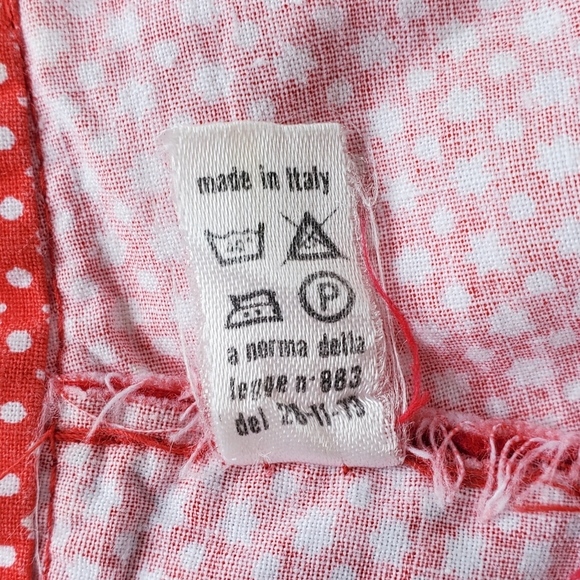 made in Italy
P
a norma della
legge n·883
del 26-11-73